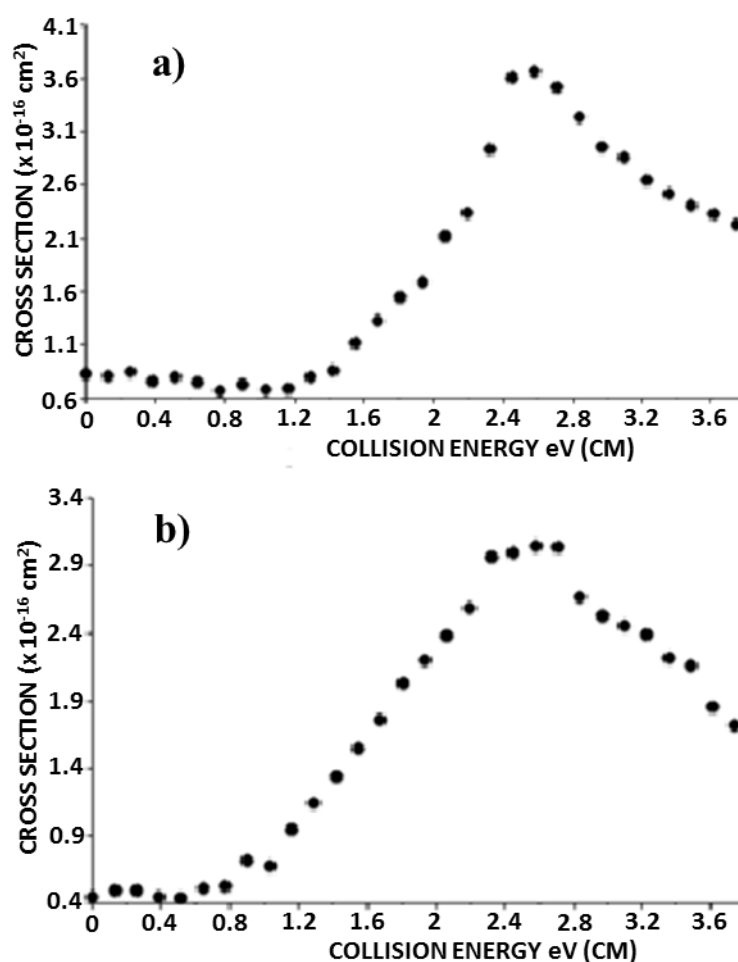 a)
CROSS SECTION (x 10⁻¹⁶ cm²)
4.1
3.6
3.1
2.6
2.1
1.6
1.1
0.6
0 0.4 0.8 1.2 1.6 2 2.4 2.8 3.2 3.6
COLLISION ENERGY eV (CM)
b)
CROSS SECTION (x 10⁻¹⁶ cm²)
3.4
2.9
2.4
1.9
1.4
0.9
0.4
0 0.4 0.8 1.2 1.6 2 2.4 2.8 3.2 3.6
COLLISION ENERGY eV (CM)